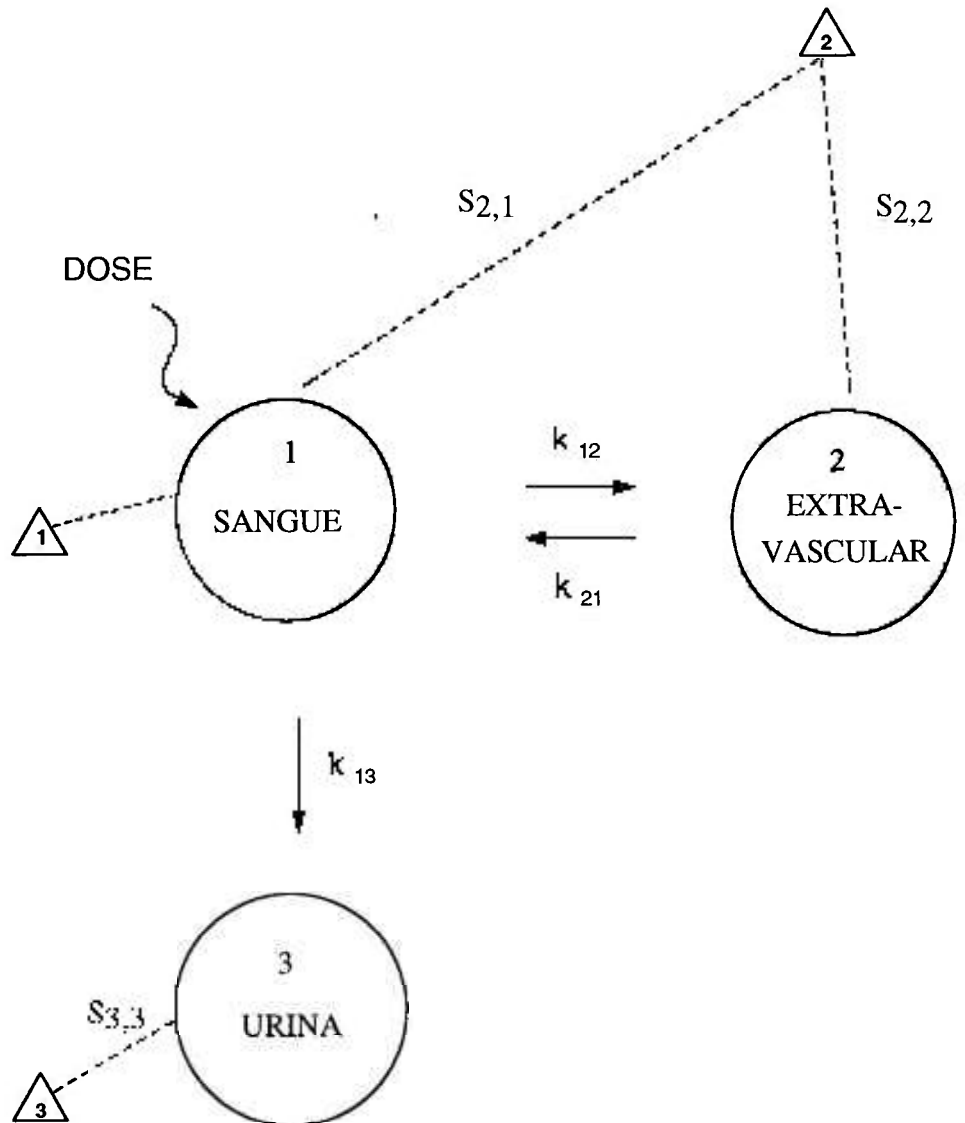 2
S2,1
S2,2
DOSE
1
SANGUE
1
k 12
k 21
2
EXTRA-
VASCULAR
k 13
3
URINA
S3,3
3